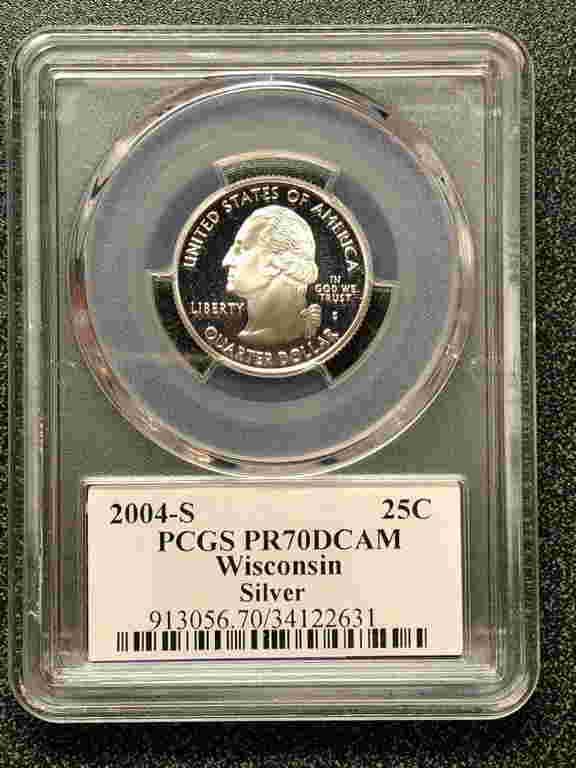 UNITED STATES OF AMERICA
IN
GOD WE
TRUST
LIBERTY
S
QUARTER DOLLAR
2004-S 25C
PCGS PR70DCAM
Wisconsin
Silver
913056.70/34122631